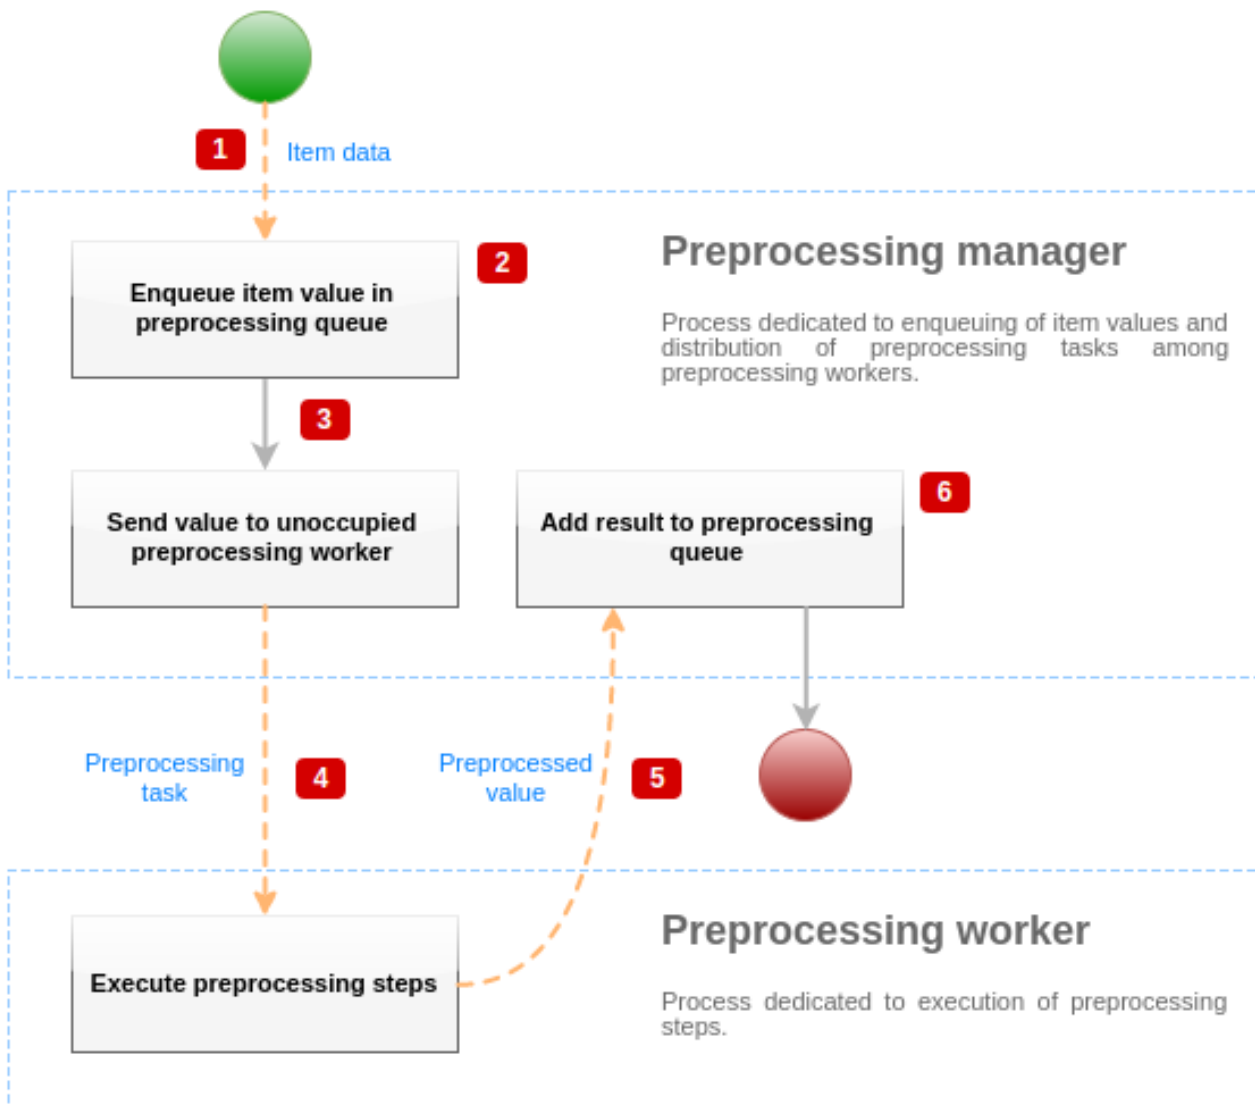 1
Item data
2
Preprocessing manager
Enqueue item value in
preprocessing queue
Process dedicated to enqueuing of item values and
distribution of preprocessing tasks among
preprocessing workers.
3
6
Send value to unoccupied
preprocessing worker
Add result to preprocessing
queue
Preprocessing
task
4
Preprocessed
value
5
Preprocessing worker
Execute preprocessing steps
Process dedicated to execution of preprocessing
steps.